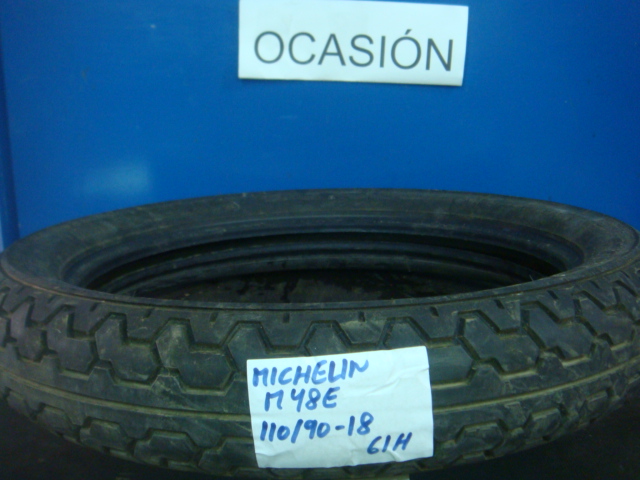 OCASIÓN
MICHELIN
M48E
110/90-18
61H